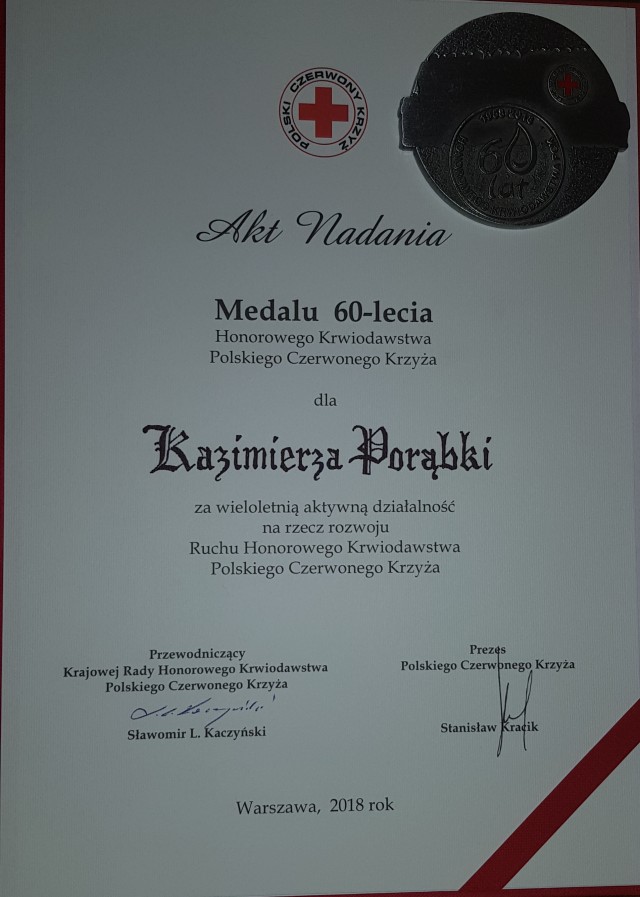 POLSKI CZERWONY KRZYŻ
60
lat
Akt Nadania
Medalu 60-lecia
Honorowego Krwiodawstwa
Polskiego Czerwonego Krzyża
dla
Kazimierza Porąbki
za wieloletnią aktywną działalność
na rzecz rozwoju
Ruchu Honorowego Krwiodawstwa
Polskiego Czerwonego Krzyża
Przewodniczący
Krajowej Rady Honorowego Krwiodawstwa
Polskiego Czerwonego Krzyża
Sławomir L. Kaczyński
Prezes
Polskiego Czerwonego Krzyża
Stanisław Kracik
Warszawa, 2018 rok